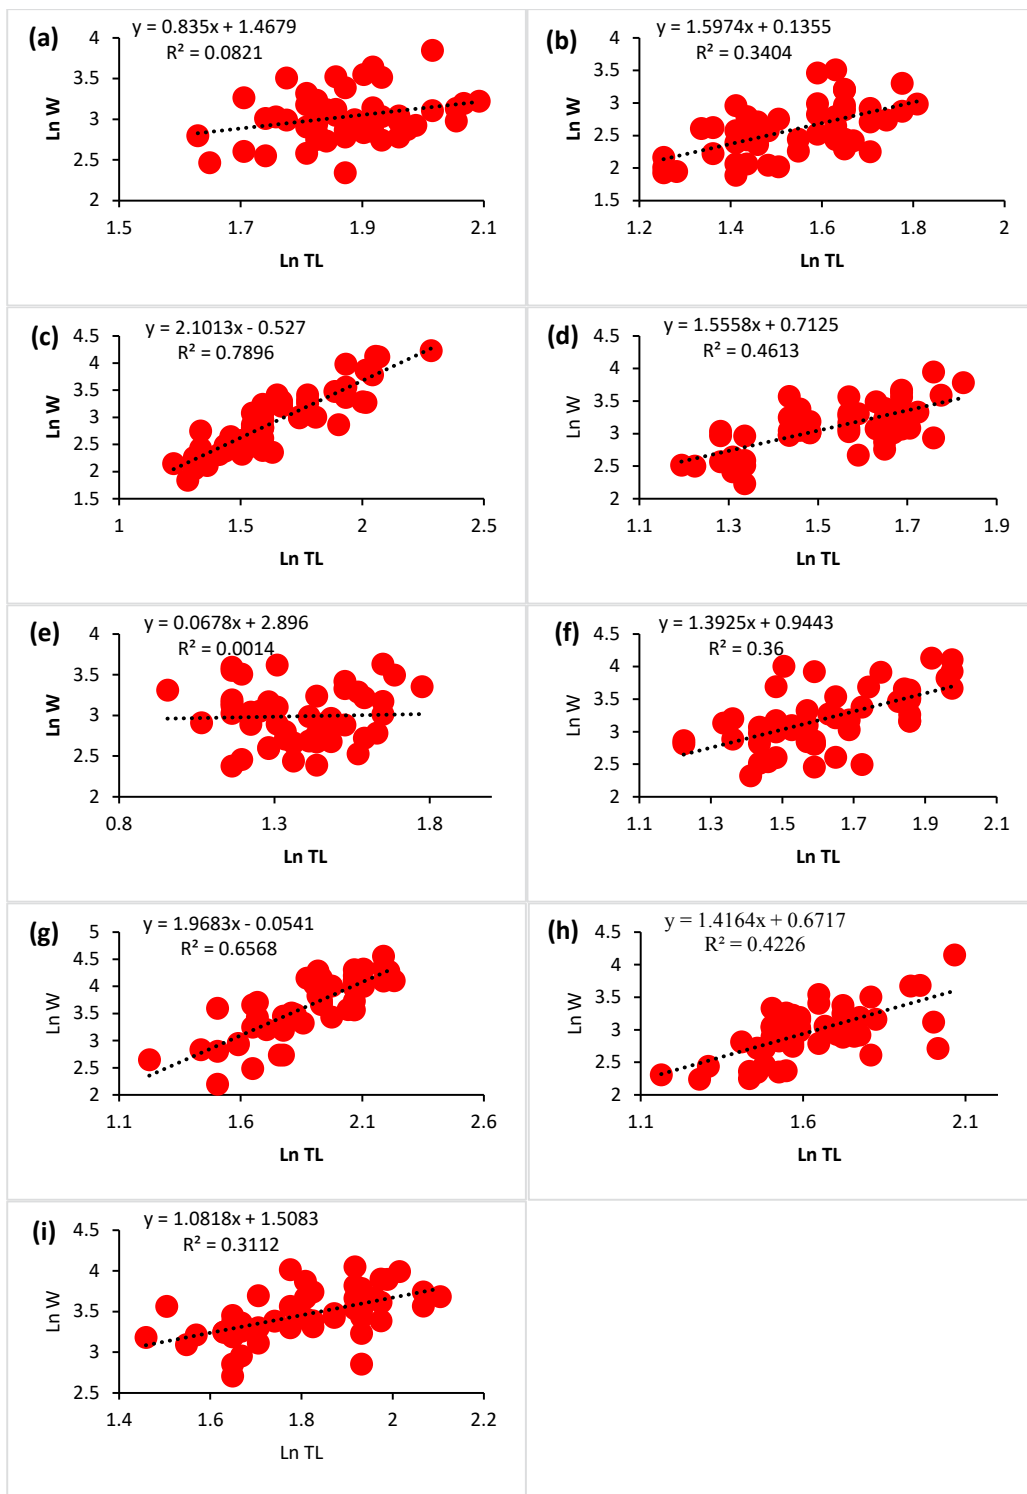 (a)
y = 0.835x + 1.4679
R² = 0.0821
4
3.5
3
2.5
2
1.5 1.7 1.9 2.1
Ln W
Ln TL
(b)
y = 1.5974x + 0.1355
R² = 0.3404
4
3.5
3
2.5
2
1.5
1.2 1.4 1.6 1.8 2
Ln W
Ln TL
(c)
y = 2.1013x - 0.527
R² = 0.7896
4.5
4
3.5
3
2.5
2
1.5
1 1.5 2 2.5
Ln W
Ln TL
(d)
y = 1.5558x + 0.7125
R² = 0.4613
4.5
4
3.5
3
2.5
2
1.1 1.3 1.5 1.7 1.9
Ln W
Ln TL
(e)
y = 0.0678x + 2.896
R² = 0.0014
4
3.5
3
2.5
2
0.8 1.3 1.8
Ln W
Ln TL
(f)
y = 1.3925x + 0.9443
R² = 0.36
4.5
4
3.5
3
2.5
2
1.1 1.3 1.5 1.7 1.9 2.1
Ln W
Ln TL
(g)
y = 1.9683x - 0.0541
R² = 0.6568
5
4.5
4
3.5
3
2.5
2
1.1 1.6 2.1 2.6
Ln W
Ln TL
(h)
y = 1.4164x + 0.6717
R² = 0.4226
4.5
4
3.5
3
2.5
2
1.1 1.6 2.1
Ln W
Ln TL
(i)
y = 1.0818x + 1.5083
R² = 0.3112
4.5
4
3.5
3
2.5
1.4 1.6 1.8 2 2.2
Ln W
Ln TL